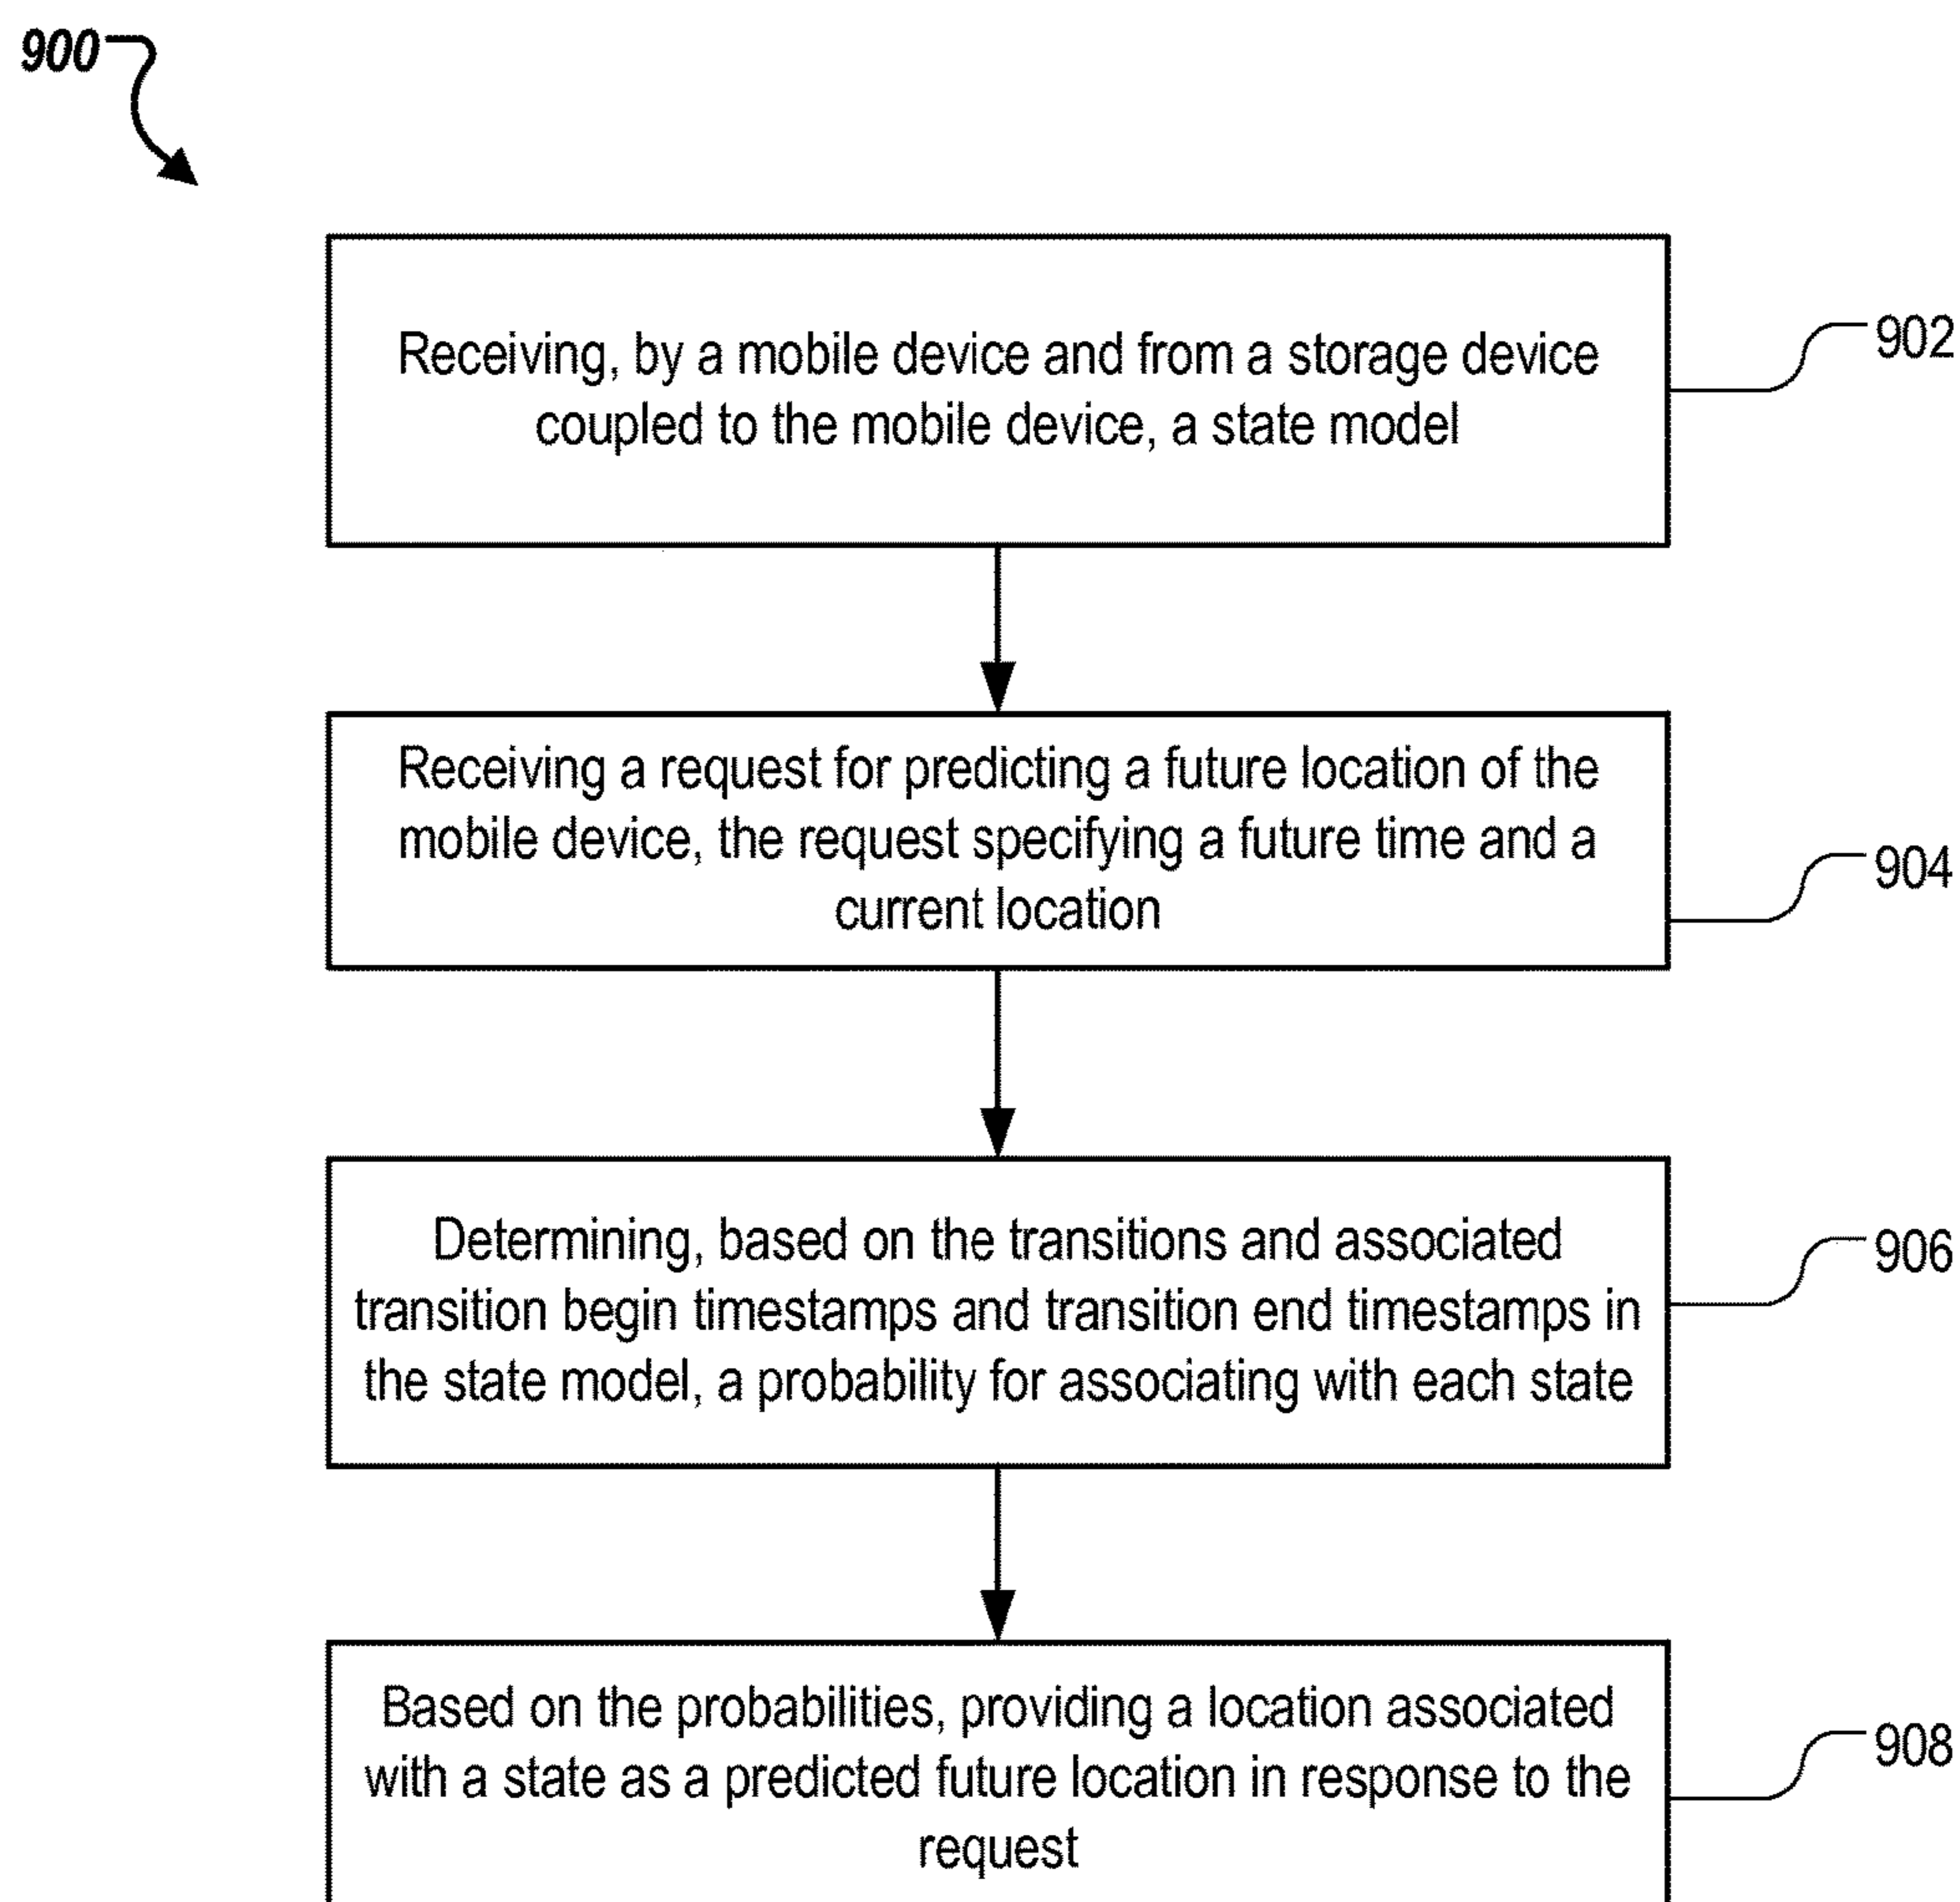 900
Receiving, by a mobile device and from a storage device
coupled to the mobile device, a state model
902
Receiving a request for predicting a future location of the
mobile device, the request specifying a future time and a
current location
904
Determining, based on the transitions and associated
transition begin timestamps and transition end timestamps in
the state model, a probability for associating with each state
906
Based on the probabilities, providing a location associated
with a state as a predicted future location in response to the
request
908